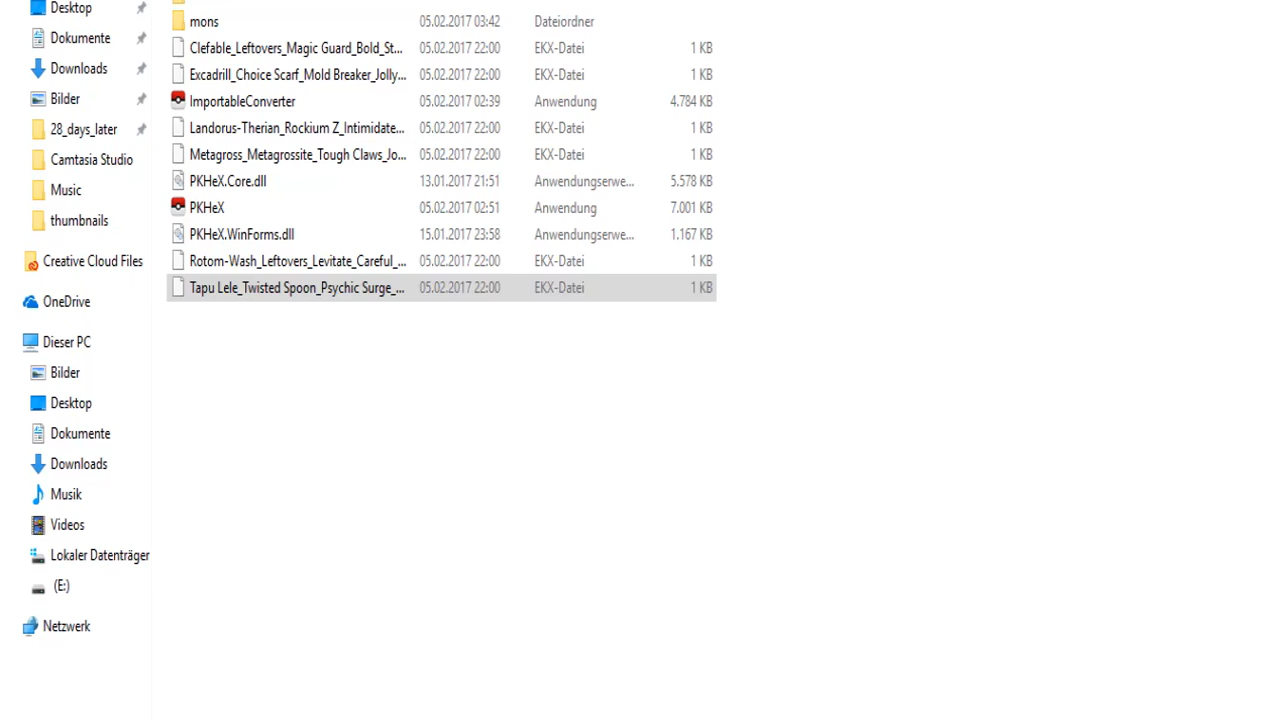 Desktop
Dokumente
Downloads
Bilder
28_days_later
Camtasia Studio
Music
thumbnails
Creative Cloud Files
OneDrive
Dieser PC
Bilder
Desktop
Dokumente
Downloads
Musik
Videos
Lokaler Datenträger
(E:)
Netzwerk
mons 05.02.2017 03:42 Dateiordner
Clefable_Leftovers_Magic Guard_Bold_St... 05.02.2017 22:00 EKX-Datei 1 KB
Excadrill_Choice Scarf_Mold Breaker_Jolly... 05.02.2017 22:00 EKX-Datei 1 KB
ImportableConverter 05.02.2017 02:39 Anwendung 4.784 KB
Landorus-Therian_Rockium Z_Intimidate... 05.02.2017 22:00 EKX-Datei 1 KB
Metagross_Metagrossite_Tough Claws_Jo... 05.02.2017 22:00 EKX-Datei 1 KB
PKHeX.Core.dll 13.01.2017 21:51 Anwendungserwe... 5.578 KB
PKHeX 05.02.2017 02:51 Anwendung 7.001 KB
PKHeX.WinForms.dll 15.01.2017 23:58 Anwendungserwe... 1.167 KB
Rotom-Wash_Leftovers_Levitate_Careful_... 05.02.2017 22:00 EKX-Datei 1 KB
Tapu Lele_Twisted Spoon_Psychic Surge_... 05.02.2017 22:00 EKX-Datei 1 KB